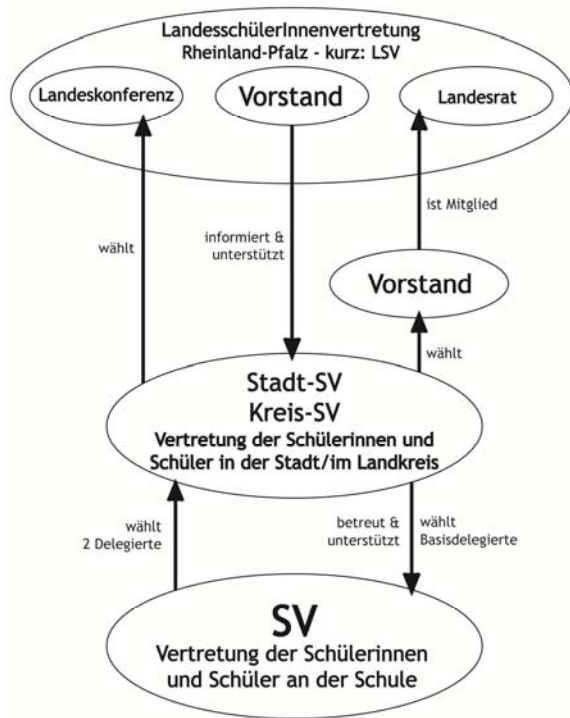 LandesschülerInnenvertretung
Rheinland-Pfalz - kurz: LSV
Landeskonferenz
Vorstand
Landesrat
ist Mitglied
wählt
informiert &
unterstützt
Vorstand
wählt
Stadt-SV
Kreis-SV
Vertretung der Schülerinnen und
Schüler in der Stadt/im Landkreis
wählt
2 Delegierte
betreut &
unterstützt
wählt
Basisdelegierte
SV
Vertretung der Schülerinnen
und Schüler an der Schule